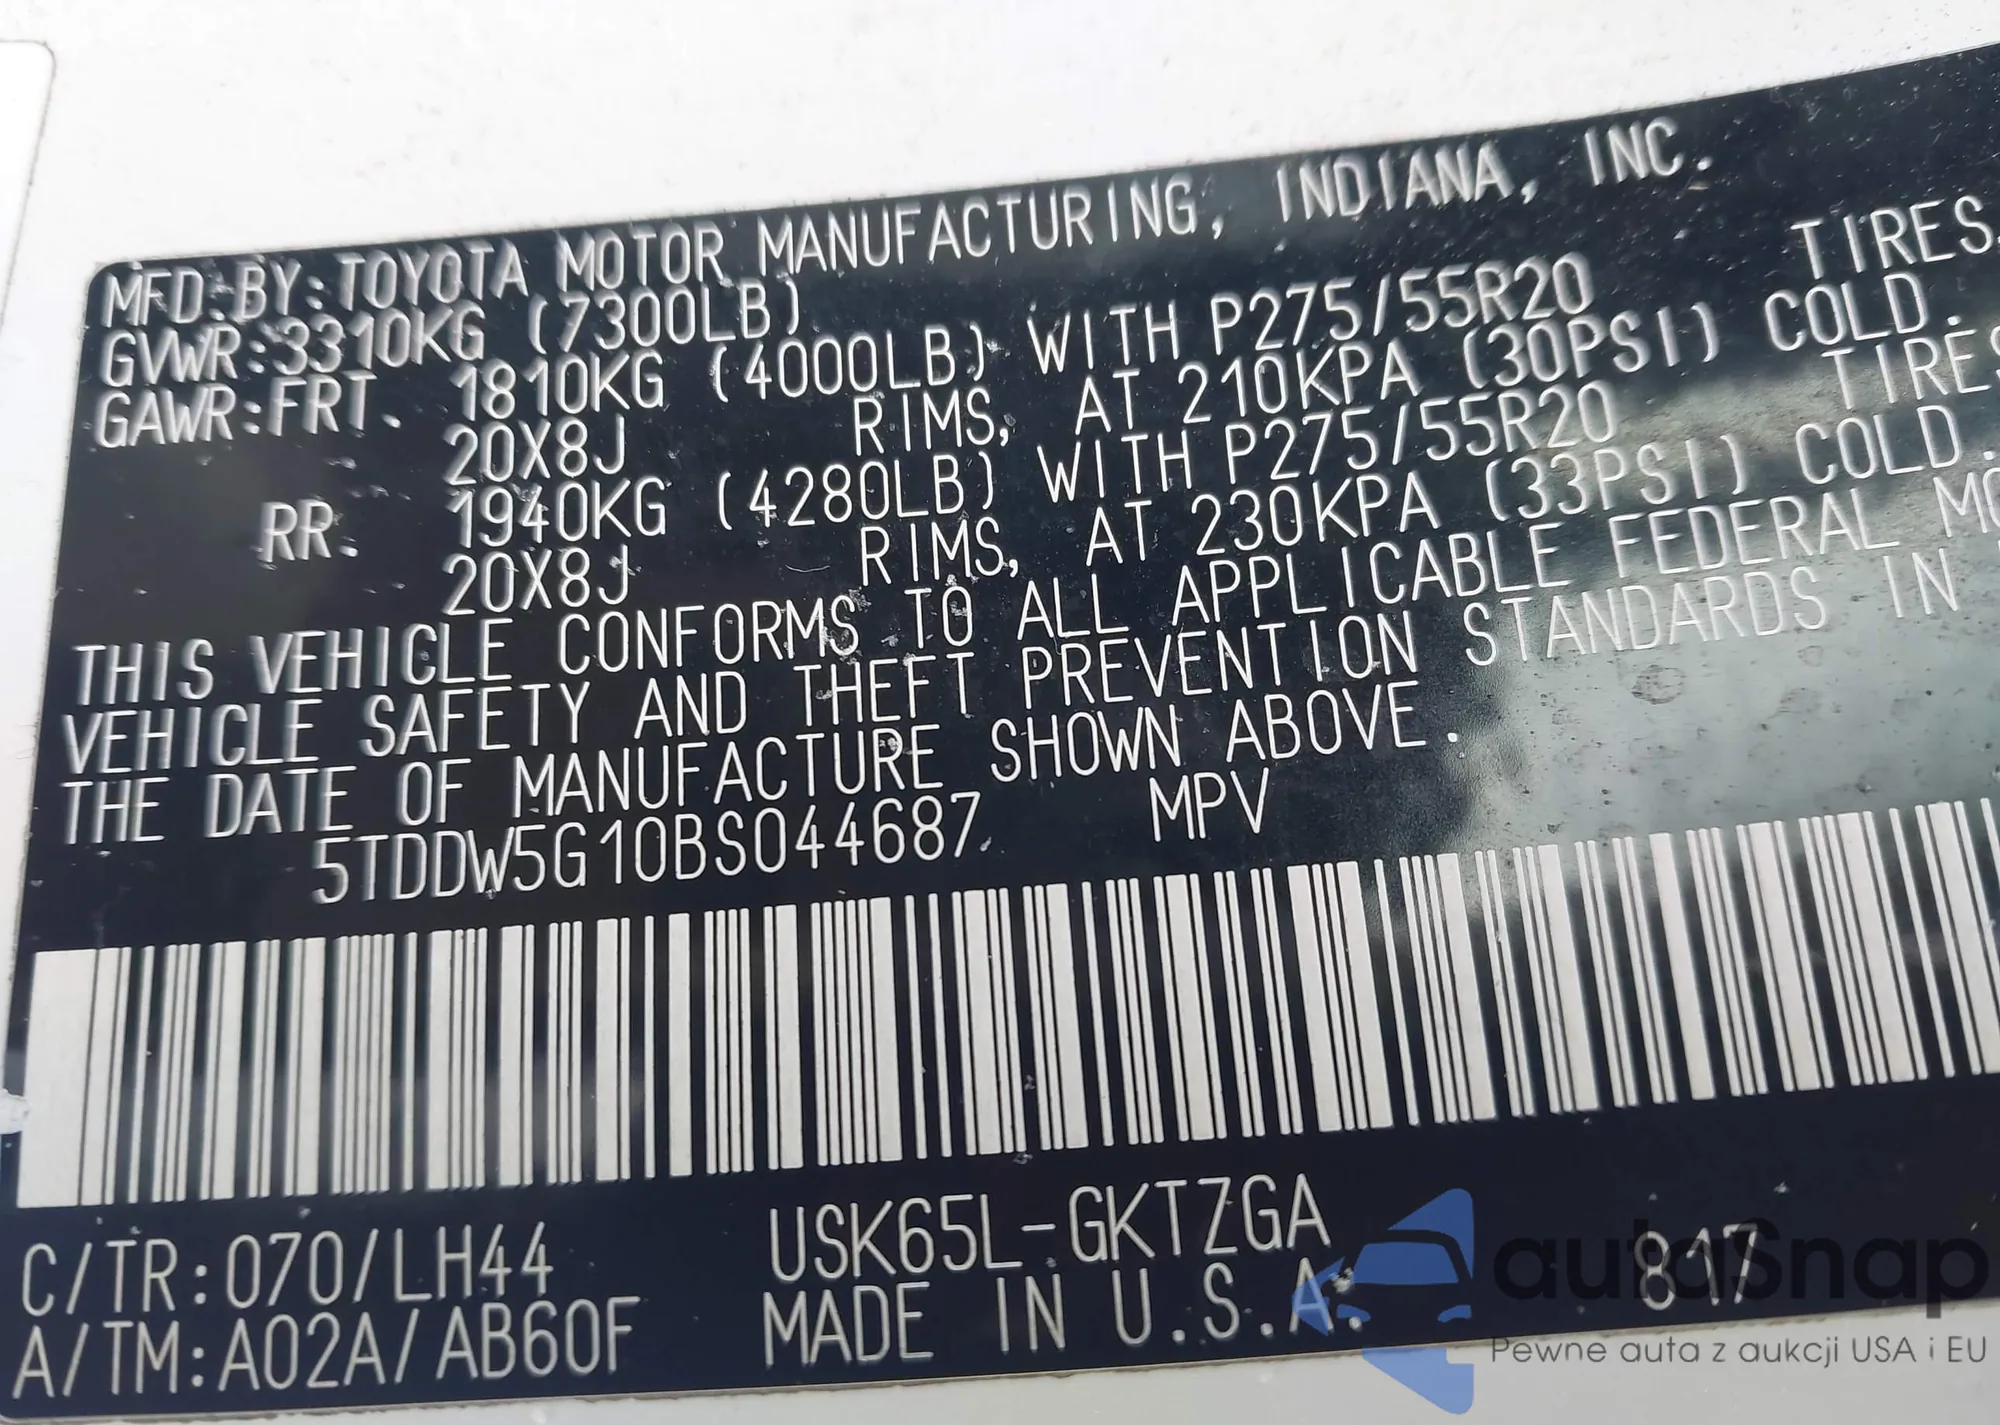 MFD.BY:TOYOTA MOTOR MANUFACTURING, INDIANA, INC.
GVWR:3310KG (7300LB)
GAWR:FRT. 1810KG (4000LB) WITH P275/55R20 TIRES,
20X8J RIMS, AT 210KPA (30PSI) COLD.
RR. 1940KG (4280LB) WITH P275/55R20 TIRES
20X8J RIMS, AT 230KPA (33PSI) COLD.
THIS VEHICLE CONFORMS TO ALL APPLICABLE FEDERAL MO
VEHICLE SAFETY AND THEFT PREVENTION STANDARDS IN
THE DATE OF MANUFACTURE SHOWN ABOVE.
5TDDW5G10BS044687 MPV
C/TR:070/LH44 USK65L-GKTZGA
A/TM:A02A/AB60F MADE IN U.S.A. 817
autoSnap
Pewne auta z aukcji USA i EU